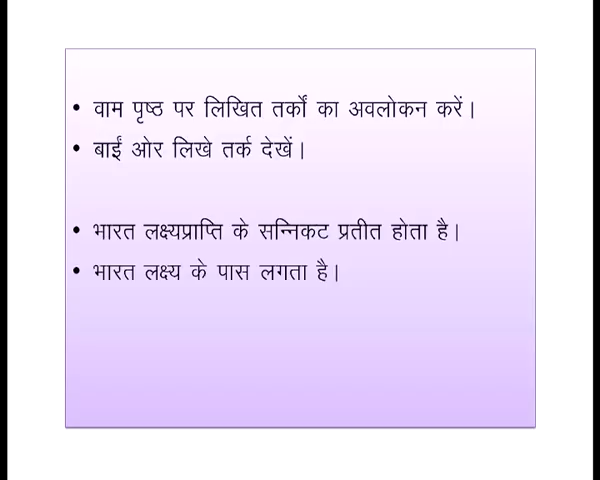 • वाम पृष्ठ पर लिखित तर्कों का अवलोकन करें।
• बाईं ओर लिखे तर्क देखें।
• भारत लक्ष्यप्राप्ति के सन्निकट प्रतीत होता है।
• भारत लक्ष्य के पास लगता है।